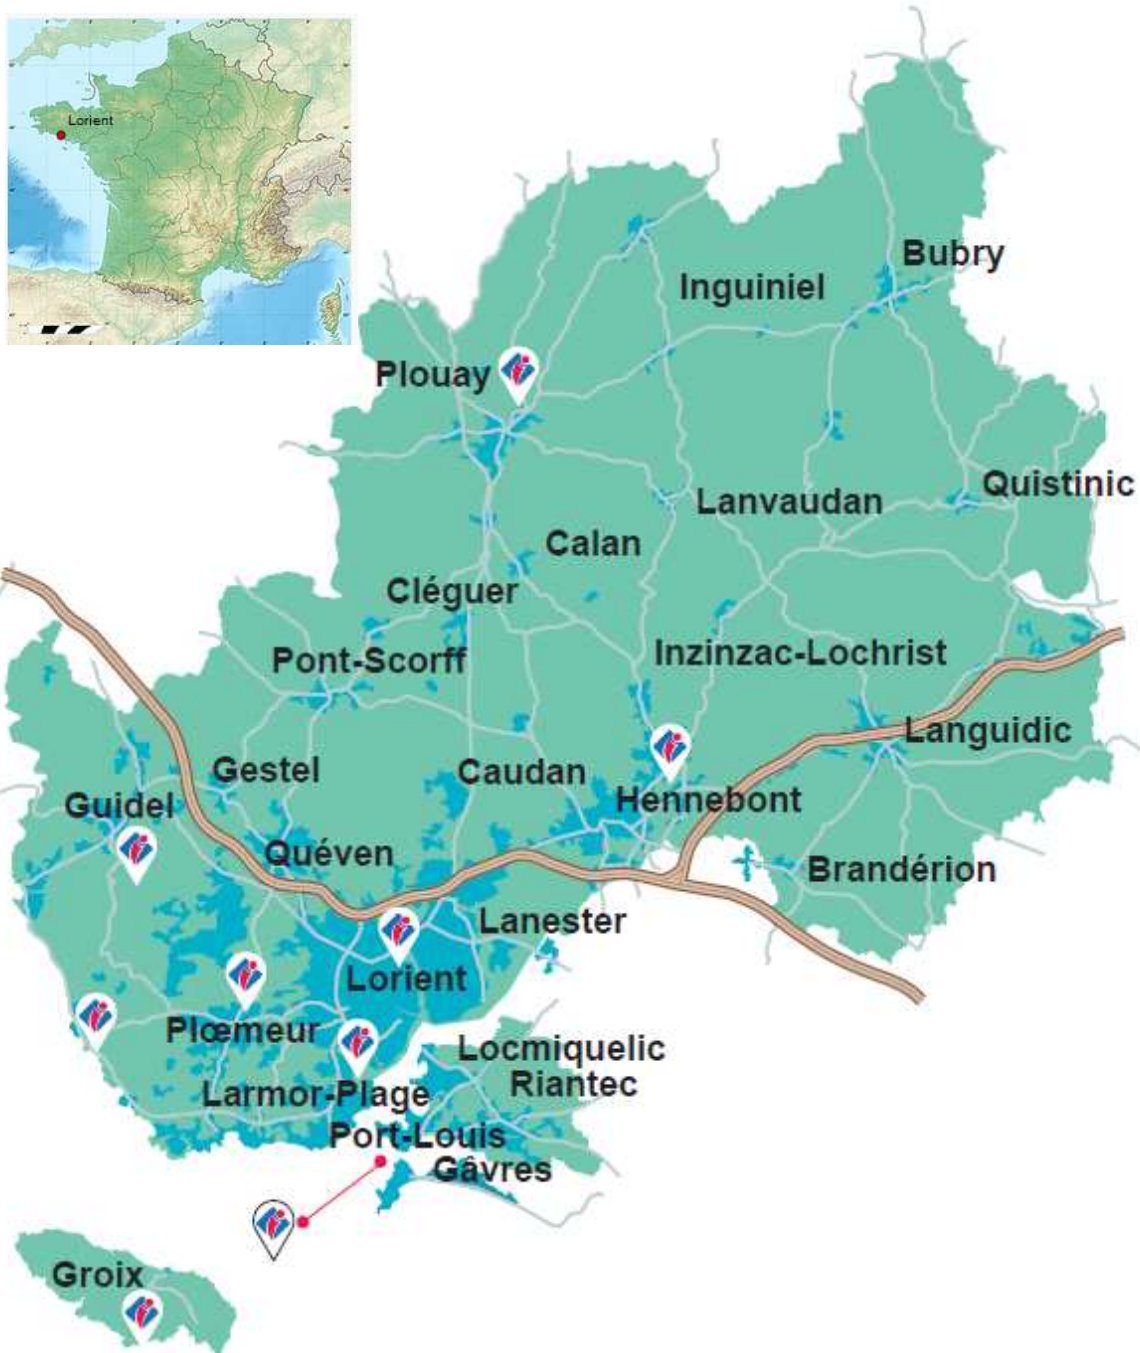 Lorient
Bubry
Inguiniel
Plouay
Quistinic
Lanvaudan
Calan
Cléguer
Inzinzac-Lochrist
Pont-Scorff
Languidic
Gestel
Caudan
Hennebont
Guidel
Quéven
Brandérion
Lanester
Lorient
Plœmeur
Locmiquelic
Riantec
Larmor-Plage
Port-Louis
Gâvres
Groix